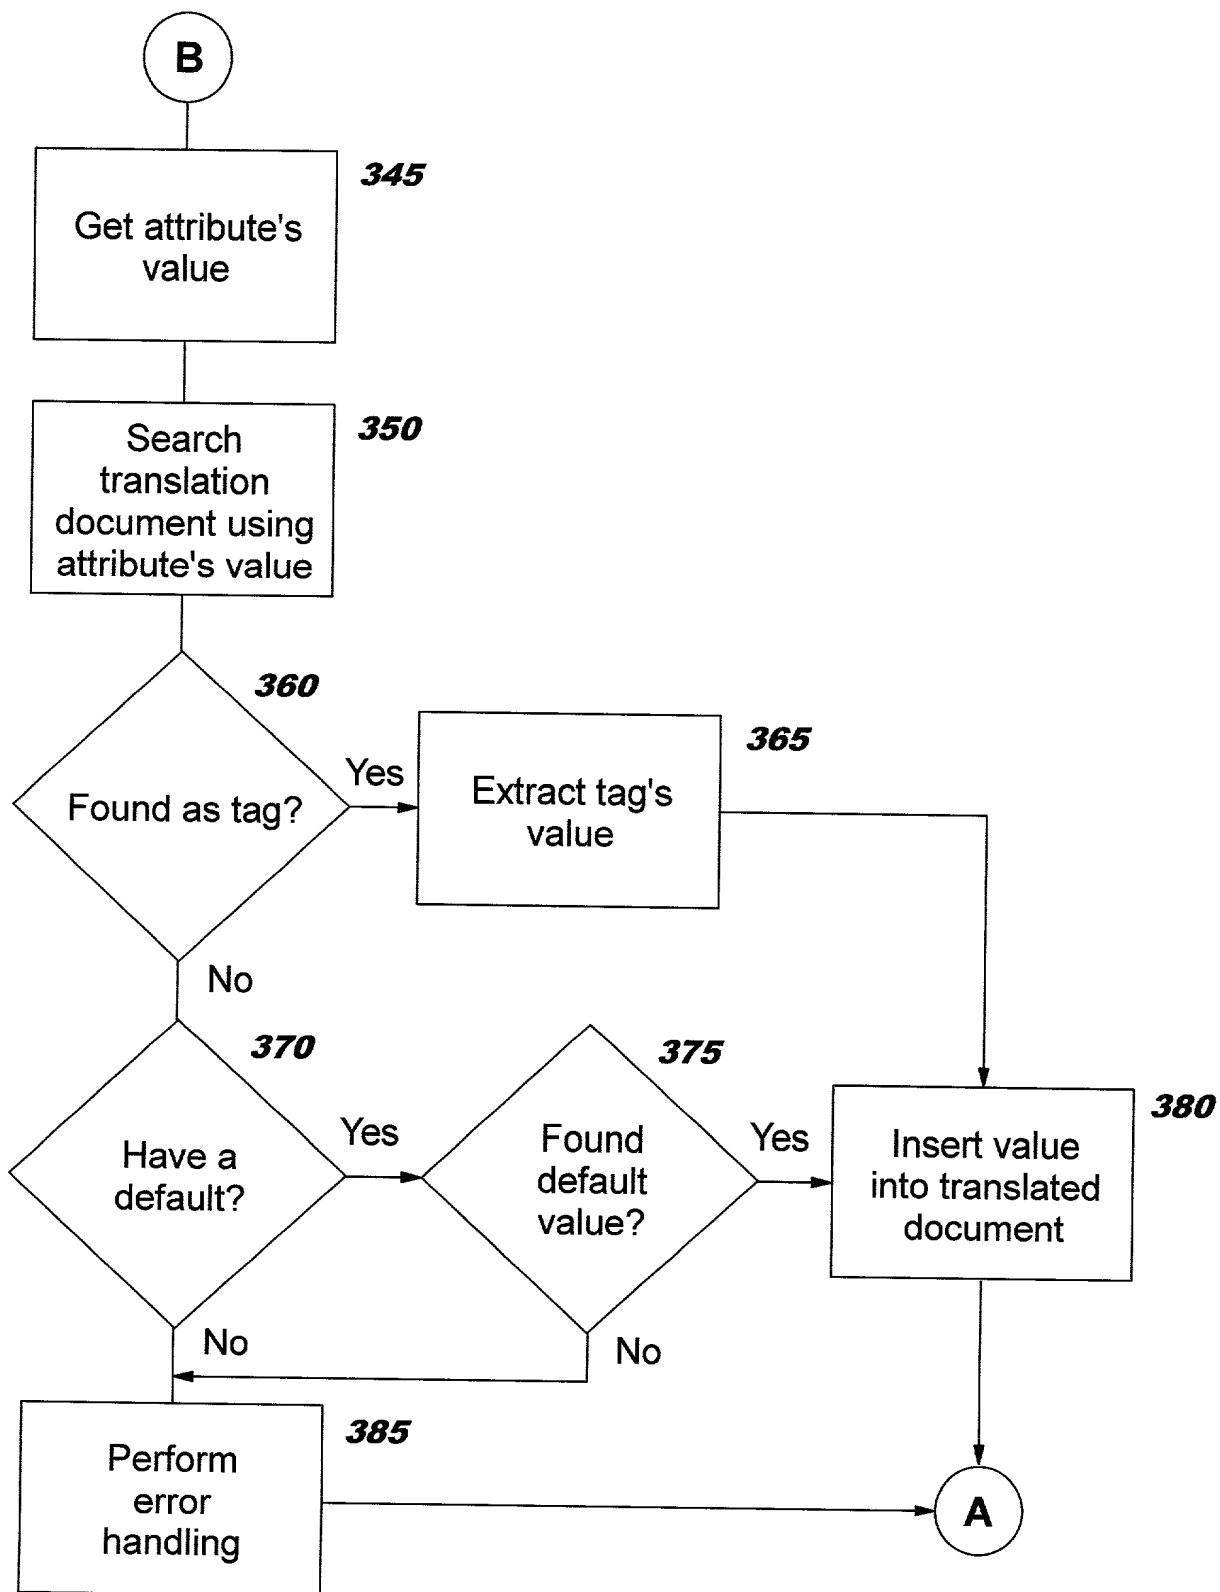 B
345
Get attribute's
value
350
Search
translation
document using
attribute's value
360
Found as tag?
Yes
365
Extract tag's
value
No
370
Have a
default?
Yes
375
Found
default
value?
Yes
380
Insert value
into translated
document
No
No
385
Perform
error
handling
A